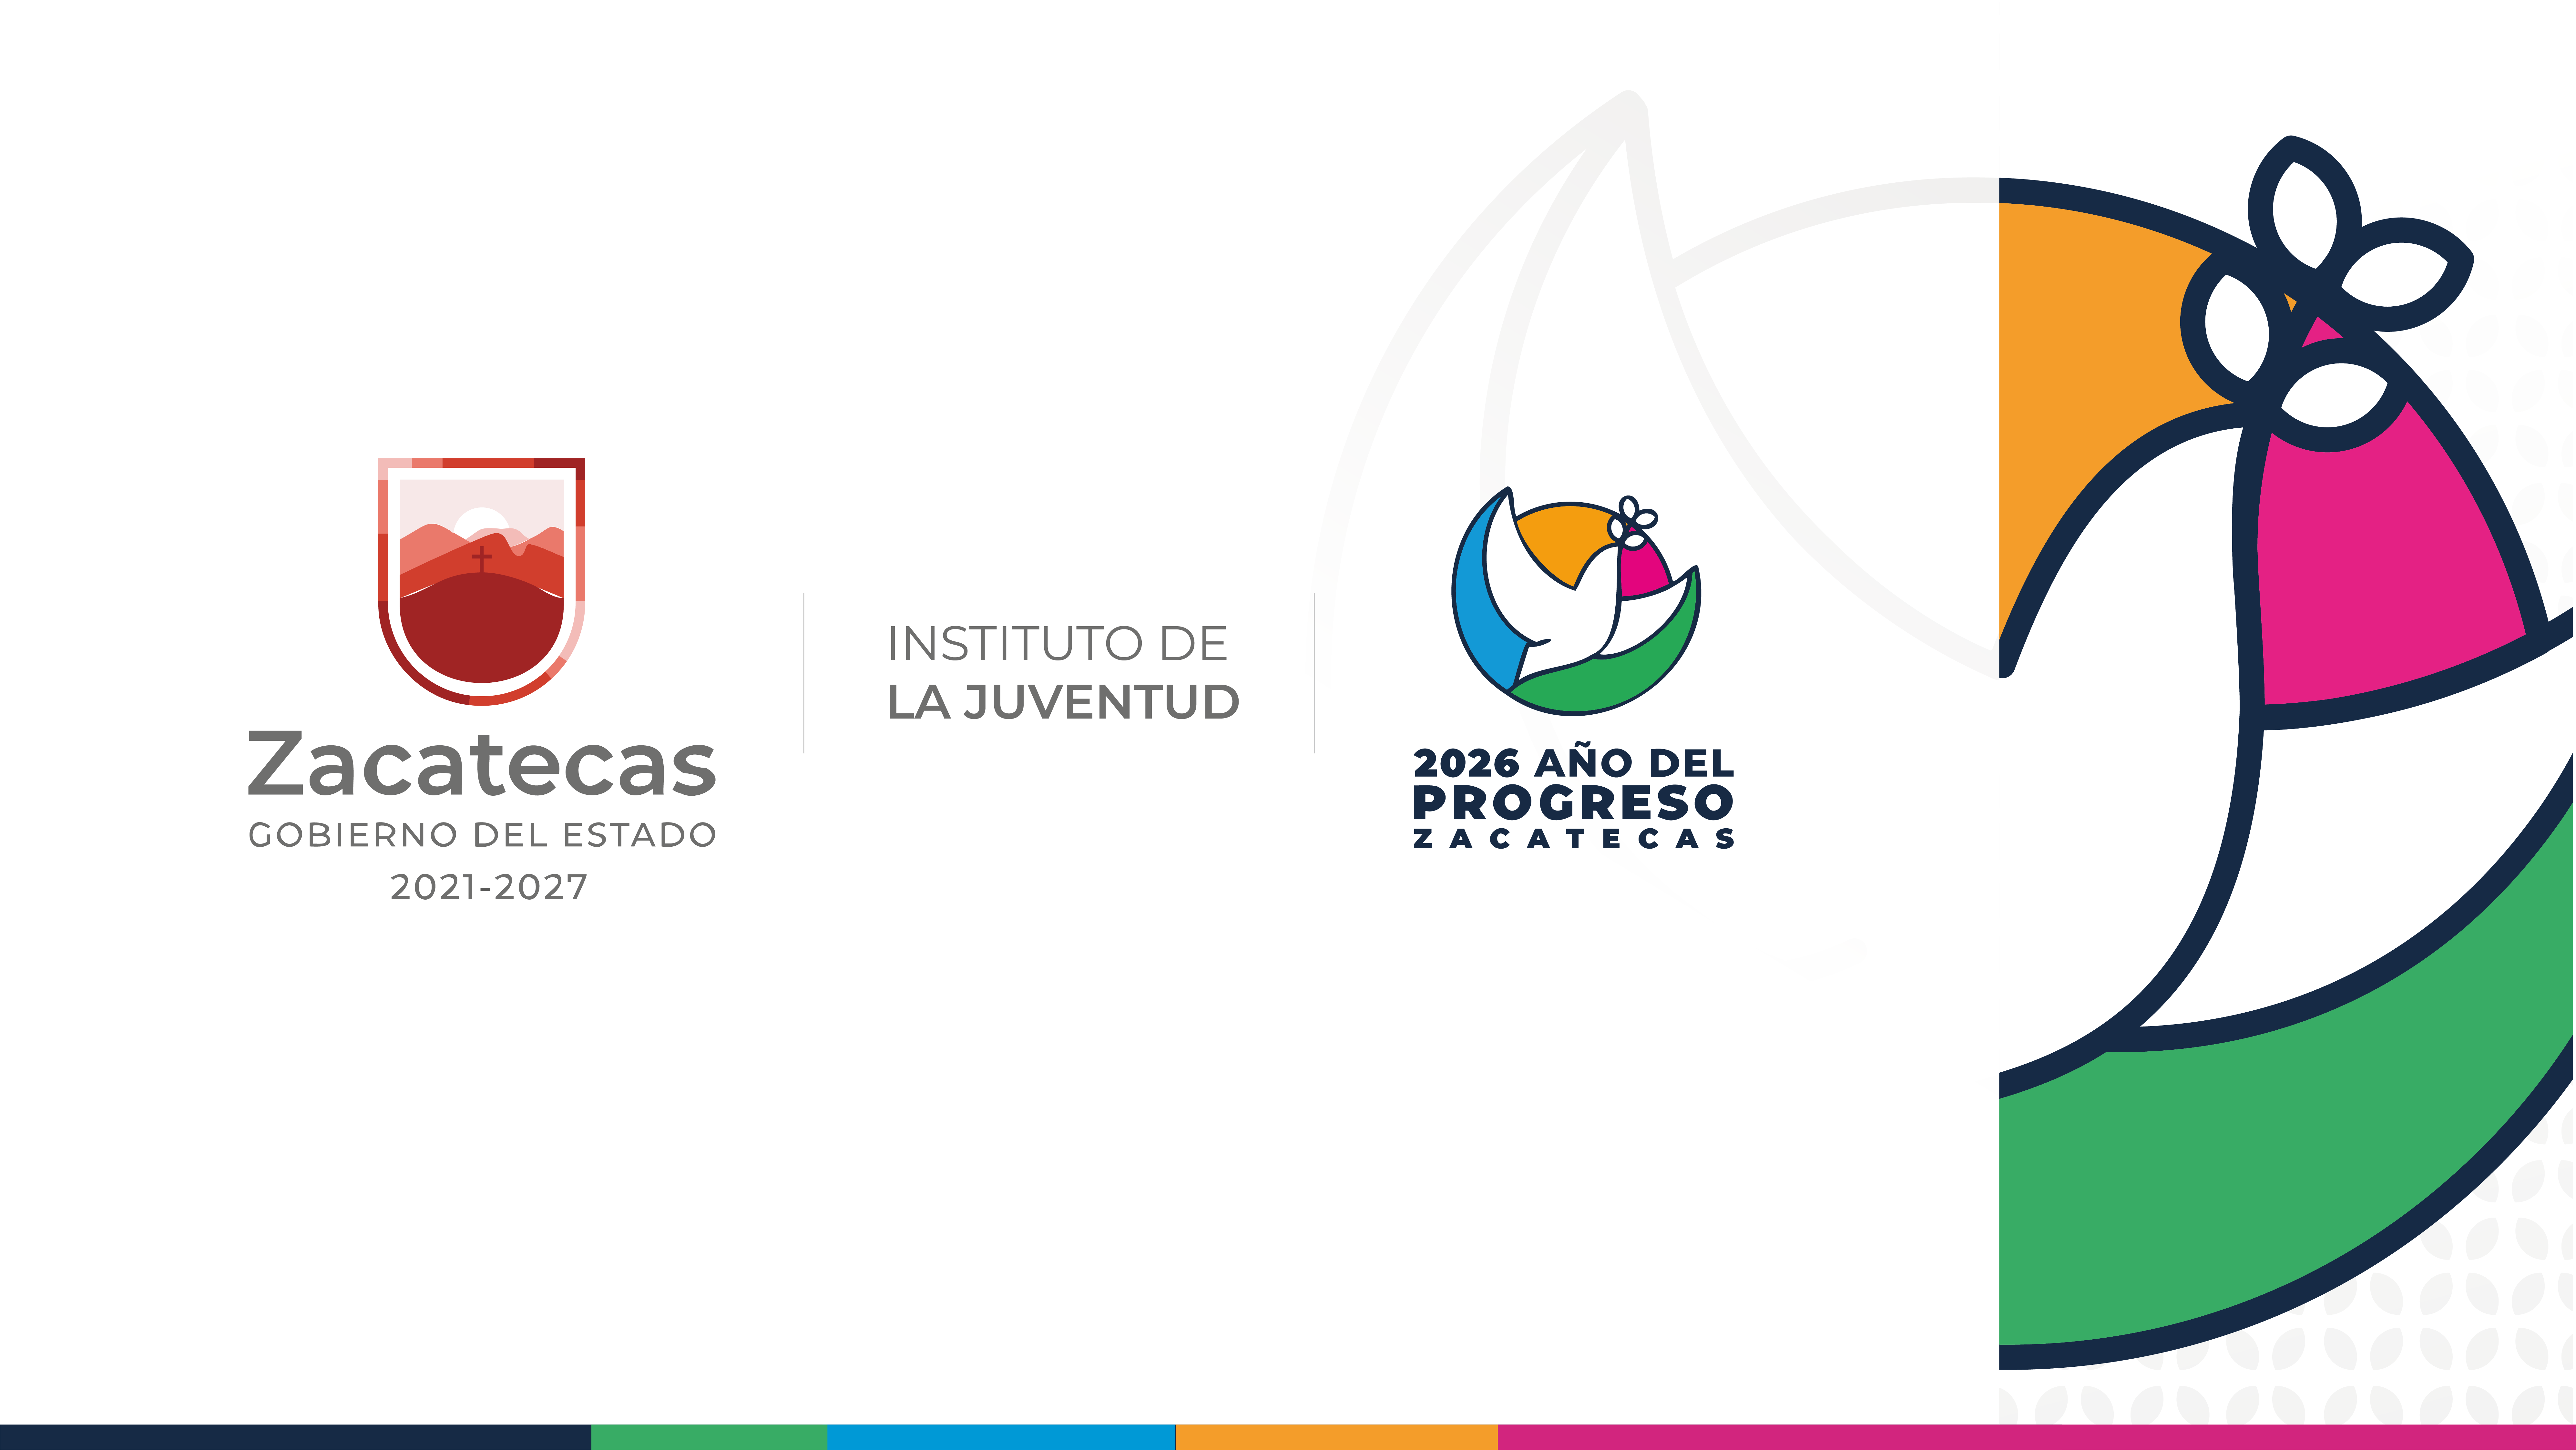 Zacatecas
GOBIERNO DEL ESTADO
2021-2027
INSTITUTO DE
LA JUVENTUD
2026 AÑO DEL
PROGRESO
ZACATECAS